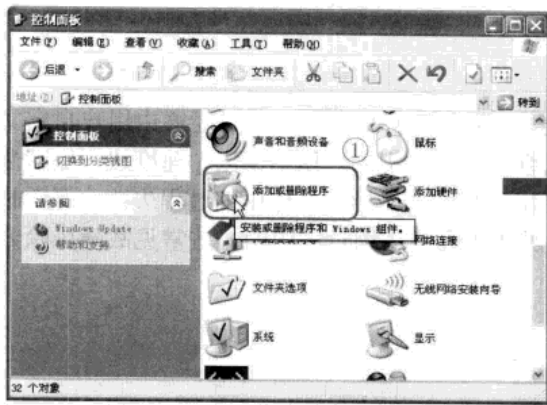 控制面板
文件(F) 编辑(E) 查看(V) 收藏(A) 工具(T) 帮助(H)
后退 搜索 文件夹
地址(D) 控制面板 转到
控制面板
切换到分类视图
请参阅
Windows Update
帮助和支持
声音和音频设备 ① 鼠标
添加或删除程序 添加硬件
安装或删除程序和 Windows 组件。
网络连接
文件夹选项 无线网络安装向导
系统 显示
32 个对象